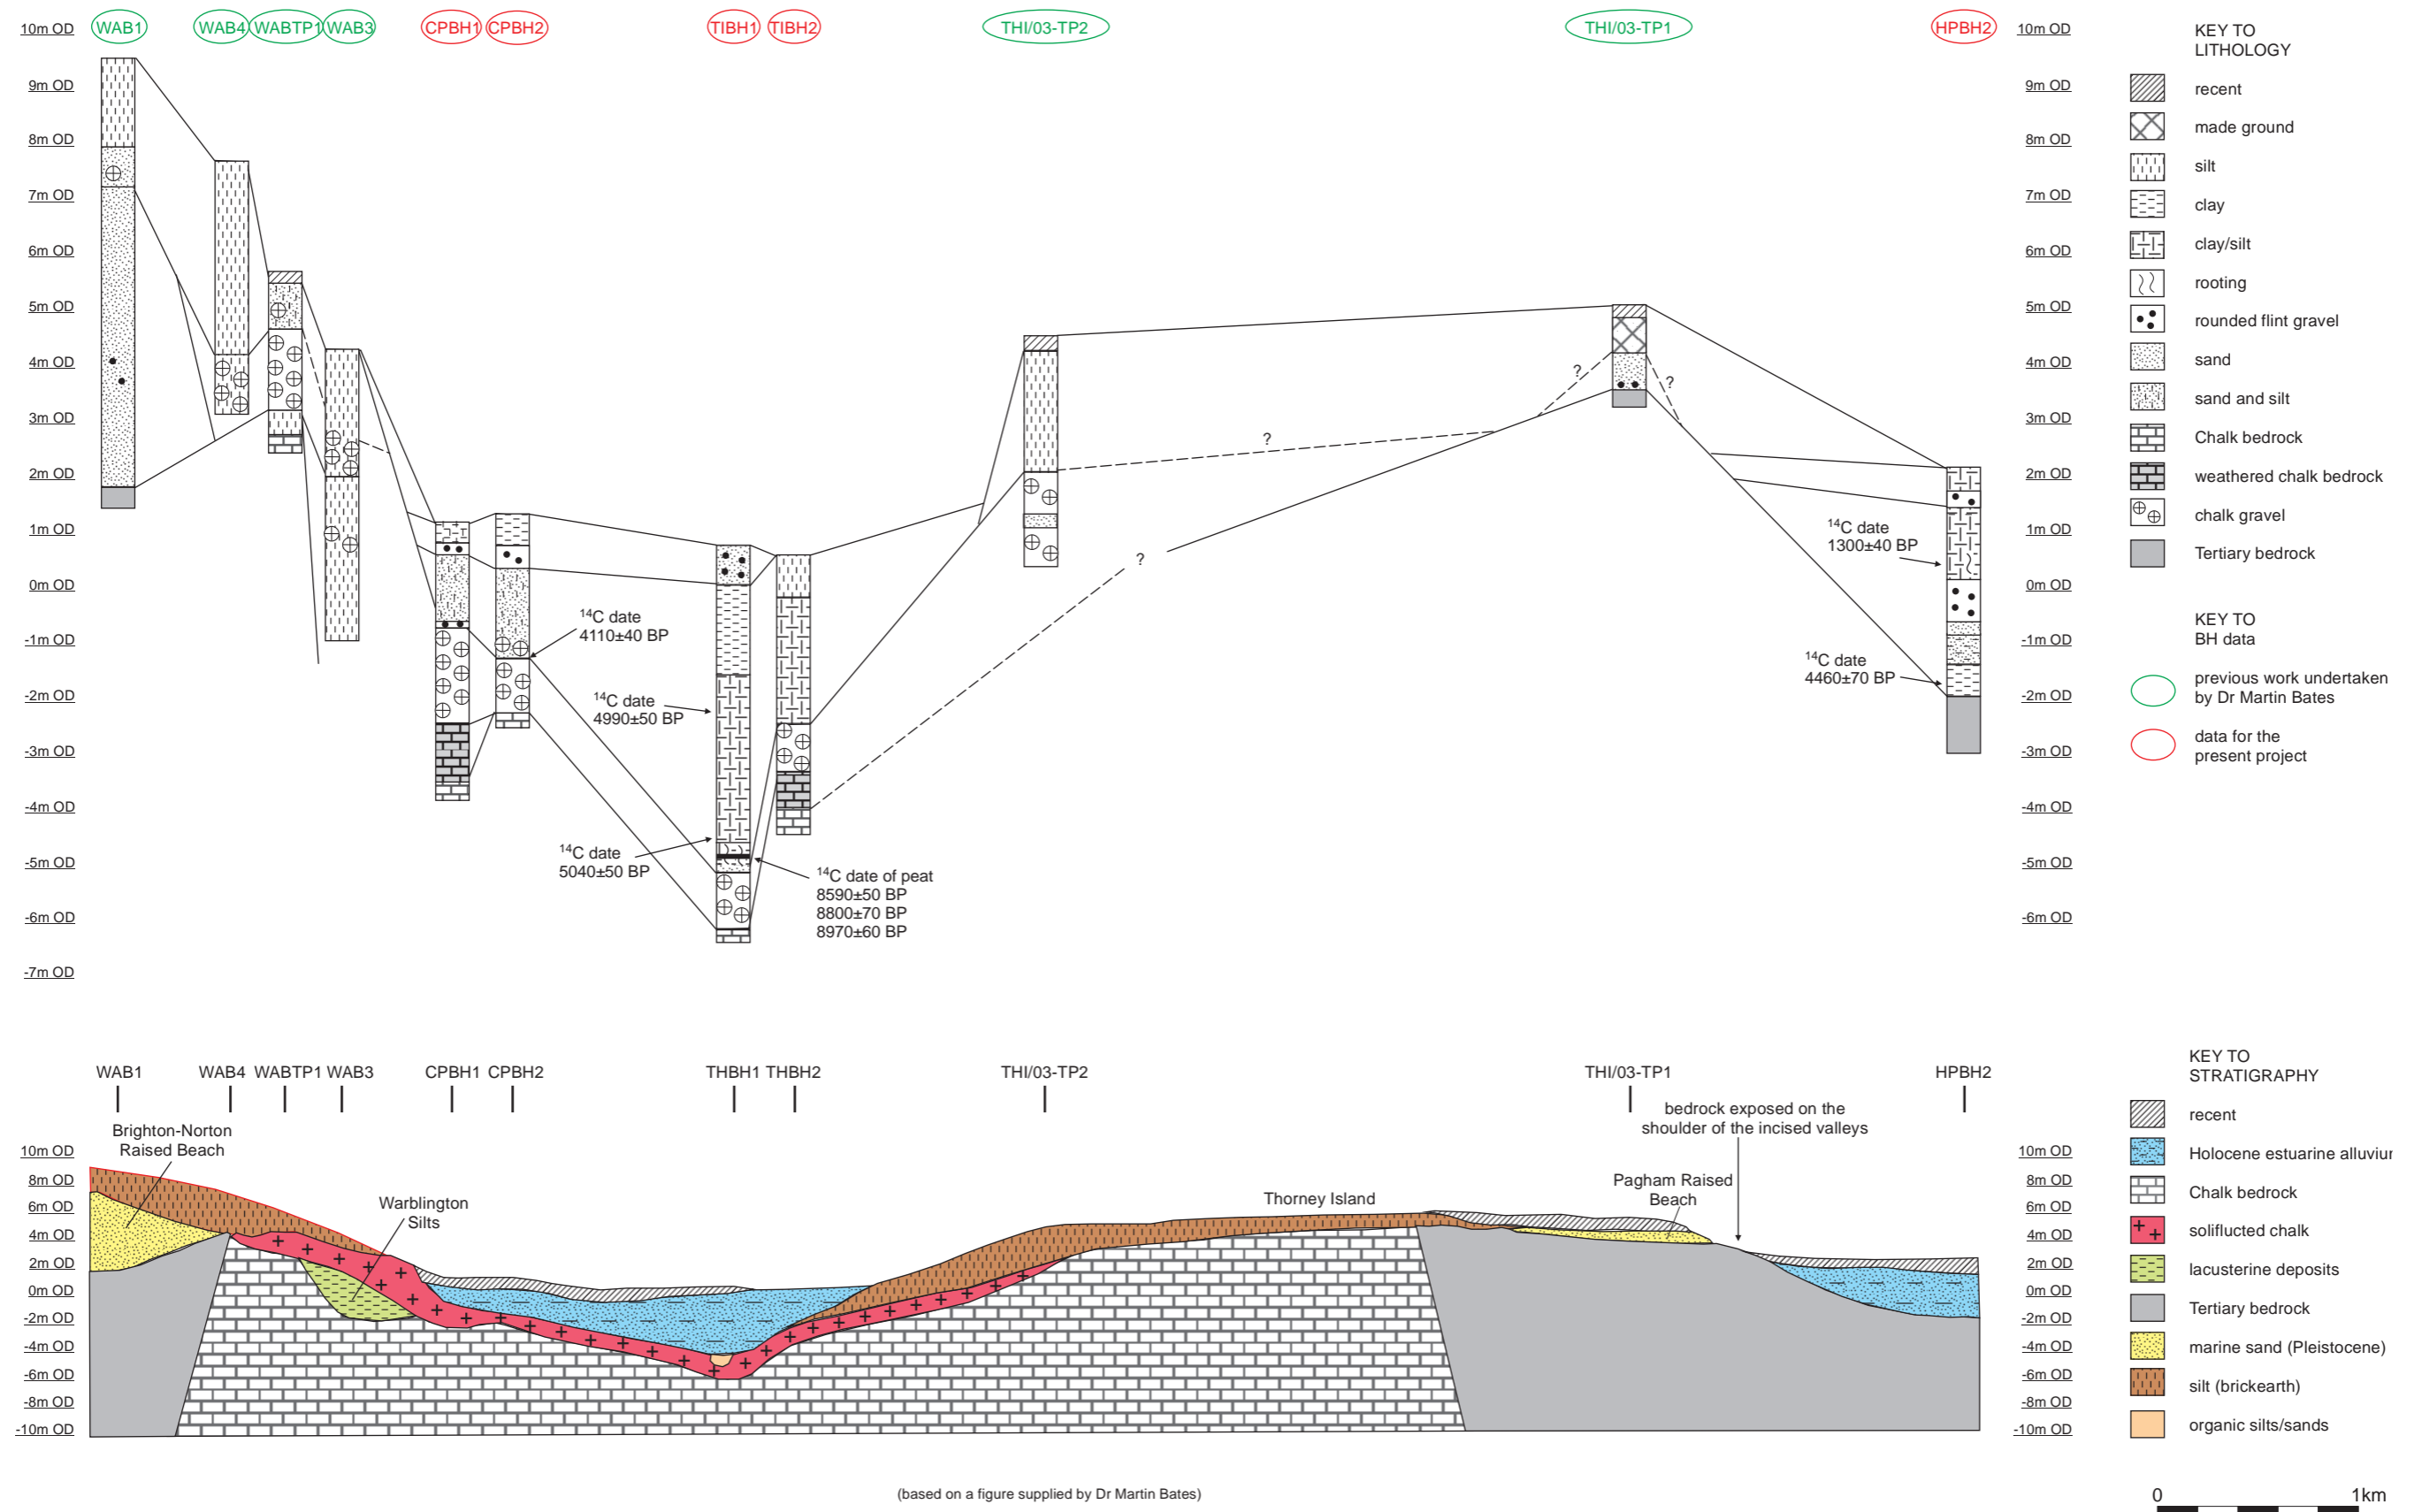 10m OD
WAB1
WAB4
WABTP1
WAB3
CPBH1
CPBH2
TIBH1
TIBH2
THI/03-TP2
THI/03-TP1
HPBH2
10m OD
9m OD
8m OD
7m OD
6m OD
5m OD
4m OD
3m OD
2m OD
1m OD
0m OD
-1m OD
-2m OD
-3m OD
-4m OD
-5m OD
-6m OD
-7m OD
14C date
4110±40 BP
14C date
4990±50 BP
14C date
5040±50 BP
14C date of peat
8590±50 BP
8800±70 BP
8970±60 BP
?
?
?
?
14C date
1300±40 BP
14C date
4460±70 BP
9m OD
8m OD
7m OD
6m OD
5m OD
4m OD
3m OD
2m OD
1m OD
0m OD
-1m OD
-2m OD
-3m OD
-4m OD
-5m OD
-6m OD
KEY TO
LITHOLOGY
recent
made ground
silt
clay
clay/silt
rooting
rounded flint gravel
sand
sand and silt
Chalk bedrock
weathered chalk bedrock
chalk gravel
Tertiary bedrock
KEY TO
BH data
previous work undertaken
by Dr Martin Bates
data for the
present project
WAB1
WAB4
WABTP1
WAB3
CPBH1
CPBH2
THBH1
THBH2
THI/03-TP2
THI/03-TP1
HPBH2
Brighton-Norton
Raised Beach
Warblington
Silts
Thorney Island
bedrock exposed on the
shoulder of the incised valleys
Pagham Raised
Beach
10m OD
8m OD
6m OD
4m OD
2m OD
0m OD
-2m OD
-4m OD
-6m OD
-8m OD
-10m OD
10m OD
8m OD
6m OD
4m OD
2m OD
0m OD
-2m OD
-4m OD
-6m OD
-8m OD
-10m OD
KEY TO
STRATIGRAPHY
recent
Holocene estuarine alluviur
Chalk bedrock
soliflucted chalk
lacusterine deposits
Tertiary bedrock
marine sand (Pleistocene)
silt (brickearth)
organic silts/sands
(based on a figure supplied by Dr Martin Bates)
0
1km